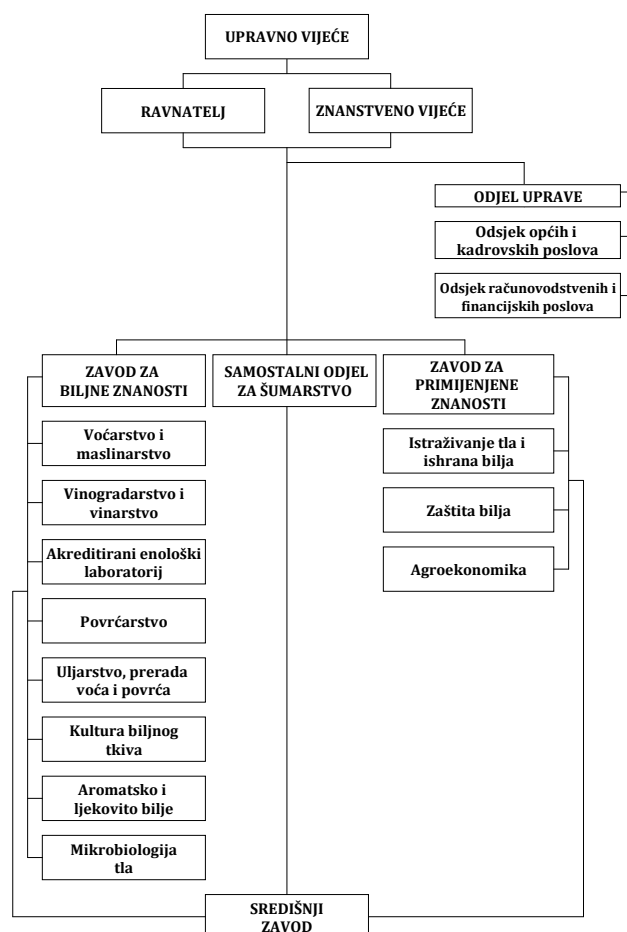 UPRAVNO VIJEĆE
RAVNATELJ
ZNANSTVENO VIJEĆE
ODJEL UPRAVE
Odsjek općih i
kadrovskih poslova
Odsjek računovodstvenih i
financijskih poslova
ZAVOD ZA
BILJNE ZNANOSTI
SAMOSTALNI ODJEL
ZA ŠUMARSTVO
ZAVOD ZA
PRIMIJENJENE
ZNANOSTI
Voćarstvo i
maslinarstvo
Vinogradarstvo i
vinarstvo
Akreditirani enološki
laboratorij
Povrćarstvo
Uljarstvo, prerada
voća i povrća
Kultura biljnog
tkiva
Aromatsko i
ljekovito bilje
Mikrobiologija
tla
Istraživanje tla i
ishrana bilja
Zaštita bilja
Agroekonomika
SREDIŠNJI
ZAVOD